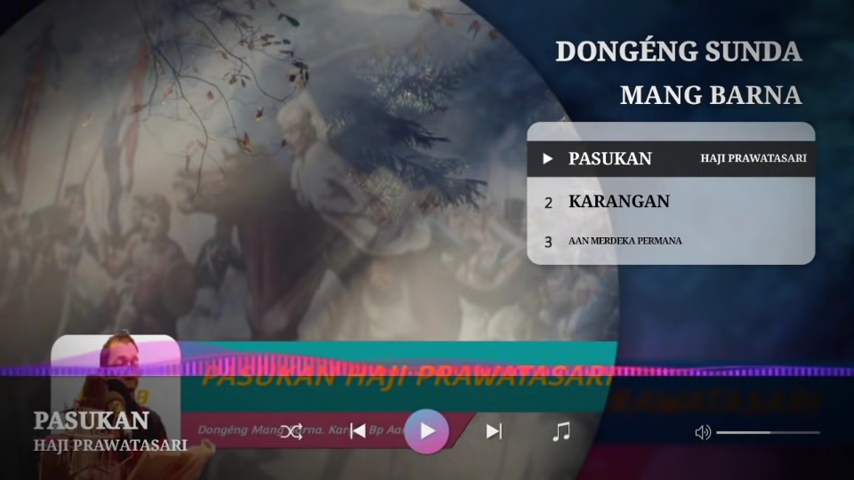 DONGÉNG SUNDA
MANG BARNA
PASUKAN HAJI PRAWATASARI
2 KARANGAN
3 AAN MERDEKA PERMANA
PASUKAN HAJI PRAWATASARI
Dongéng Mang Barna. Bp
PASUKAN
HAJI PRAWATASARI